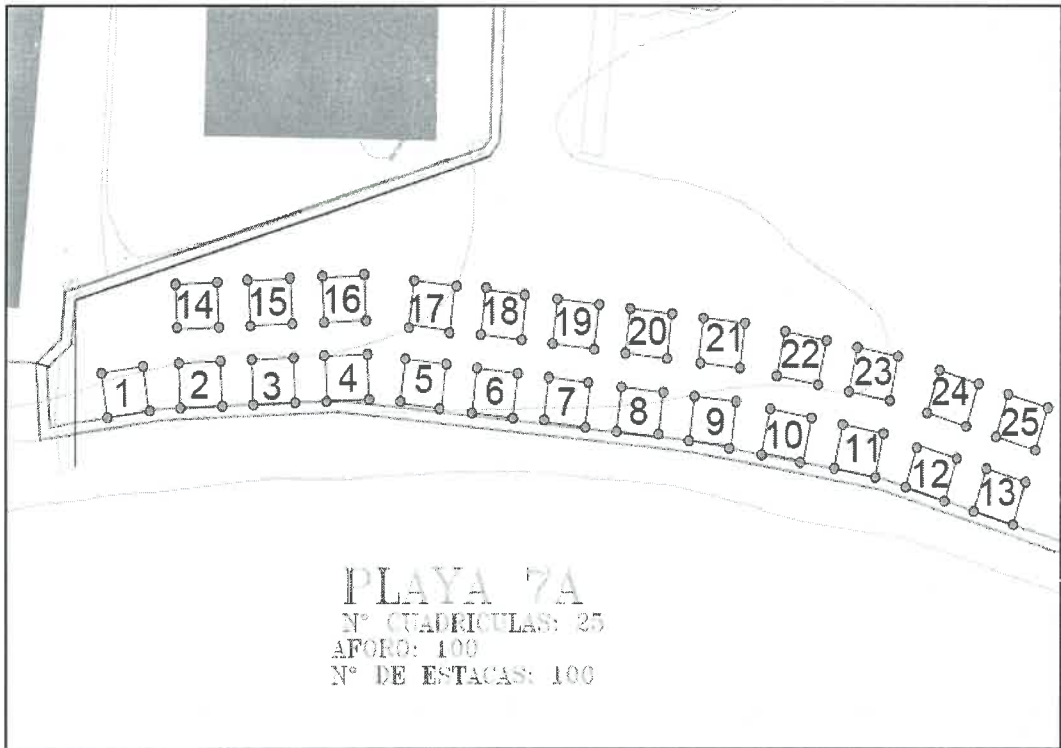 14 15 16 17 18 19 20 21 22 23 24 25
1 2 3 4 5 6 7 8 9 10 11 12 13
PLAYA 7A
N° CUADRICULAS: 25
AFORO: 100
N° DE ESTACAS: 100